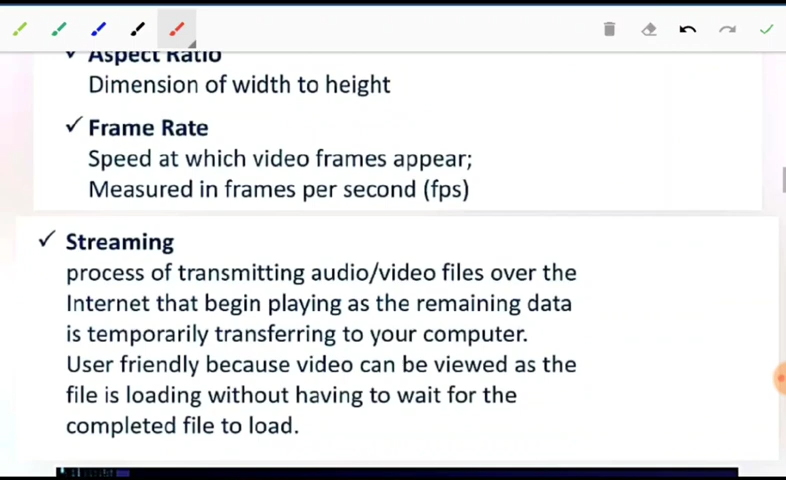 Aspect Ratio
Dimension of width to height
✓ Frame Rate
Speed at which video frames appear;
Measured in frames per second (fps)
✓ Streaming
process of transmitting audio/video files over the
Internet that begin playing as the remaining data
is temporarily transferring to your computer.
User friendly because video can be viewed as the
file is loading without having to wait for the
completed file to load.